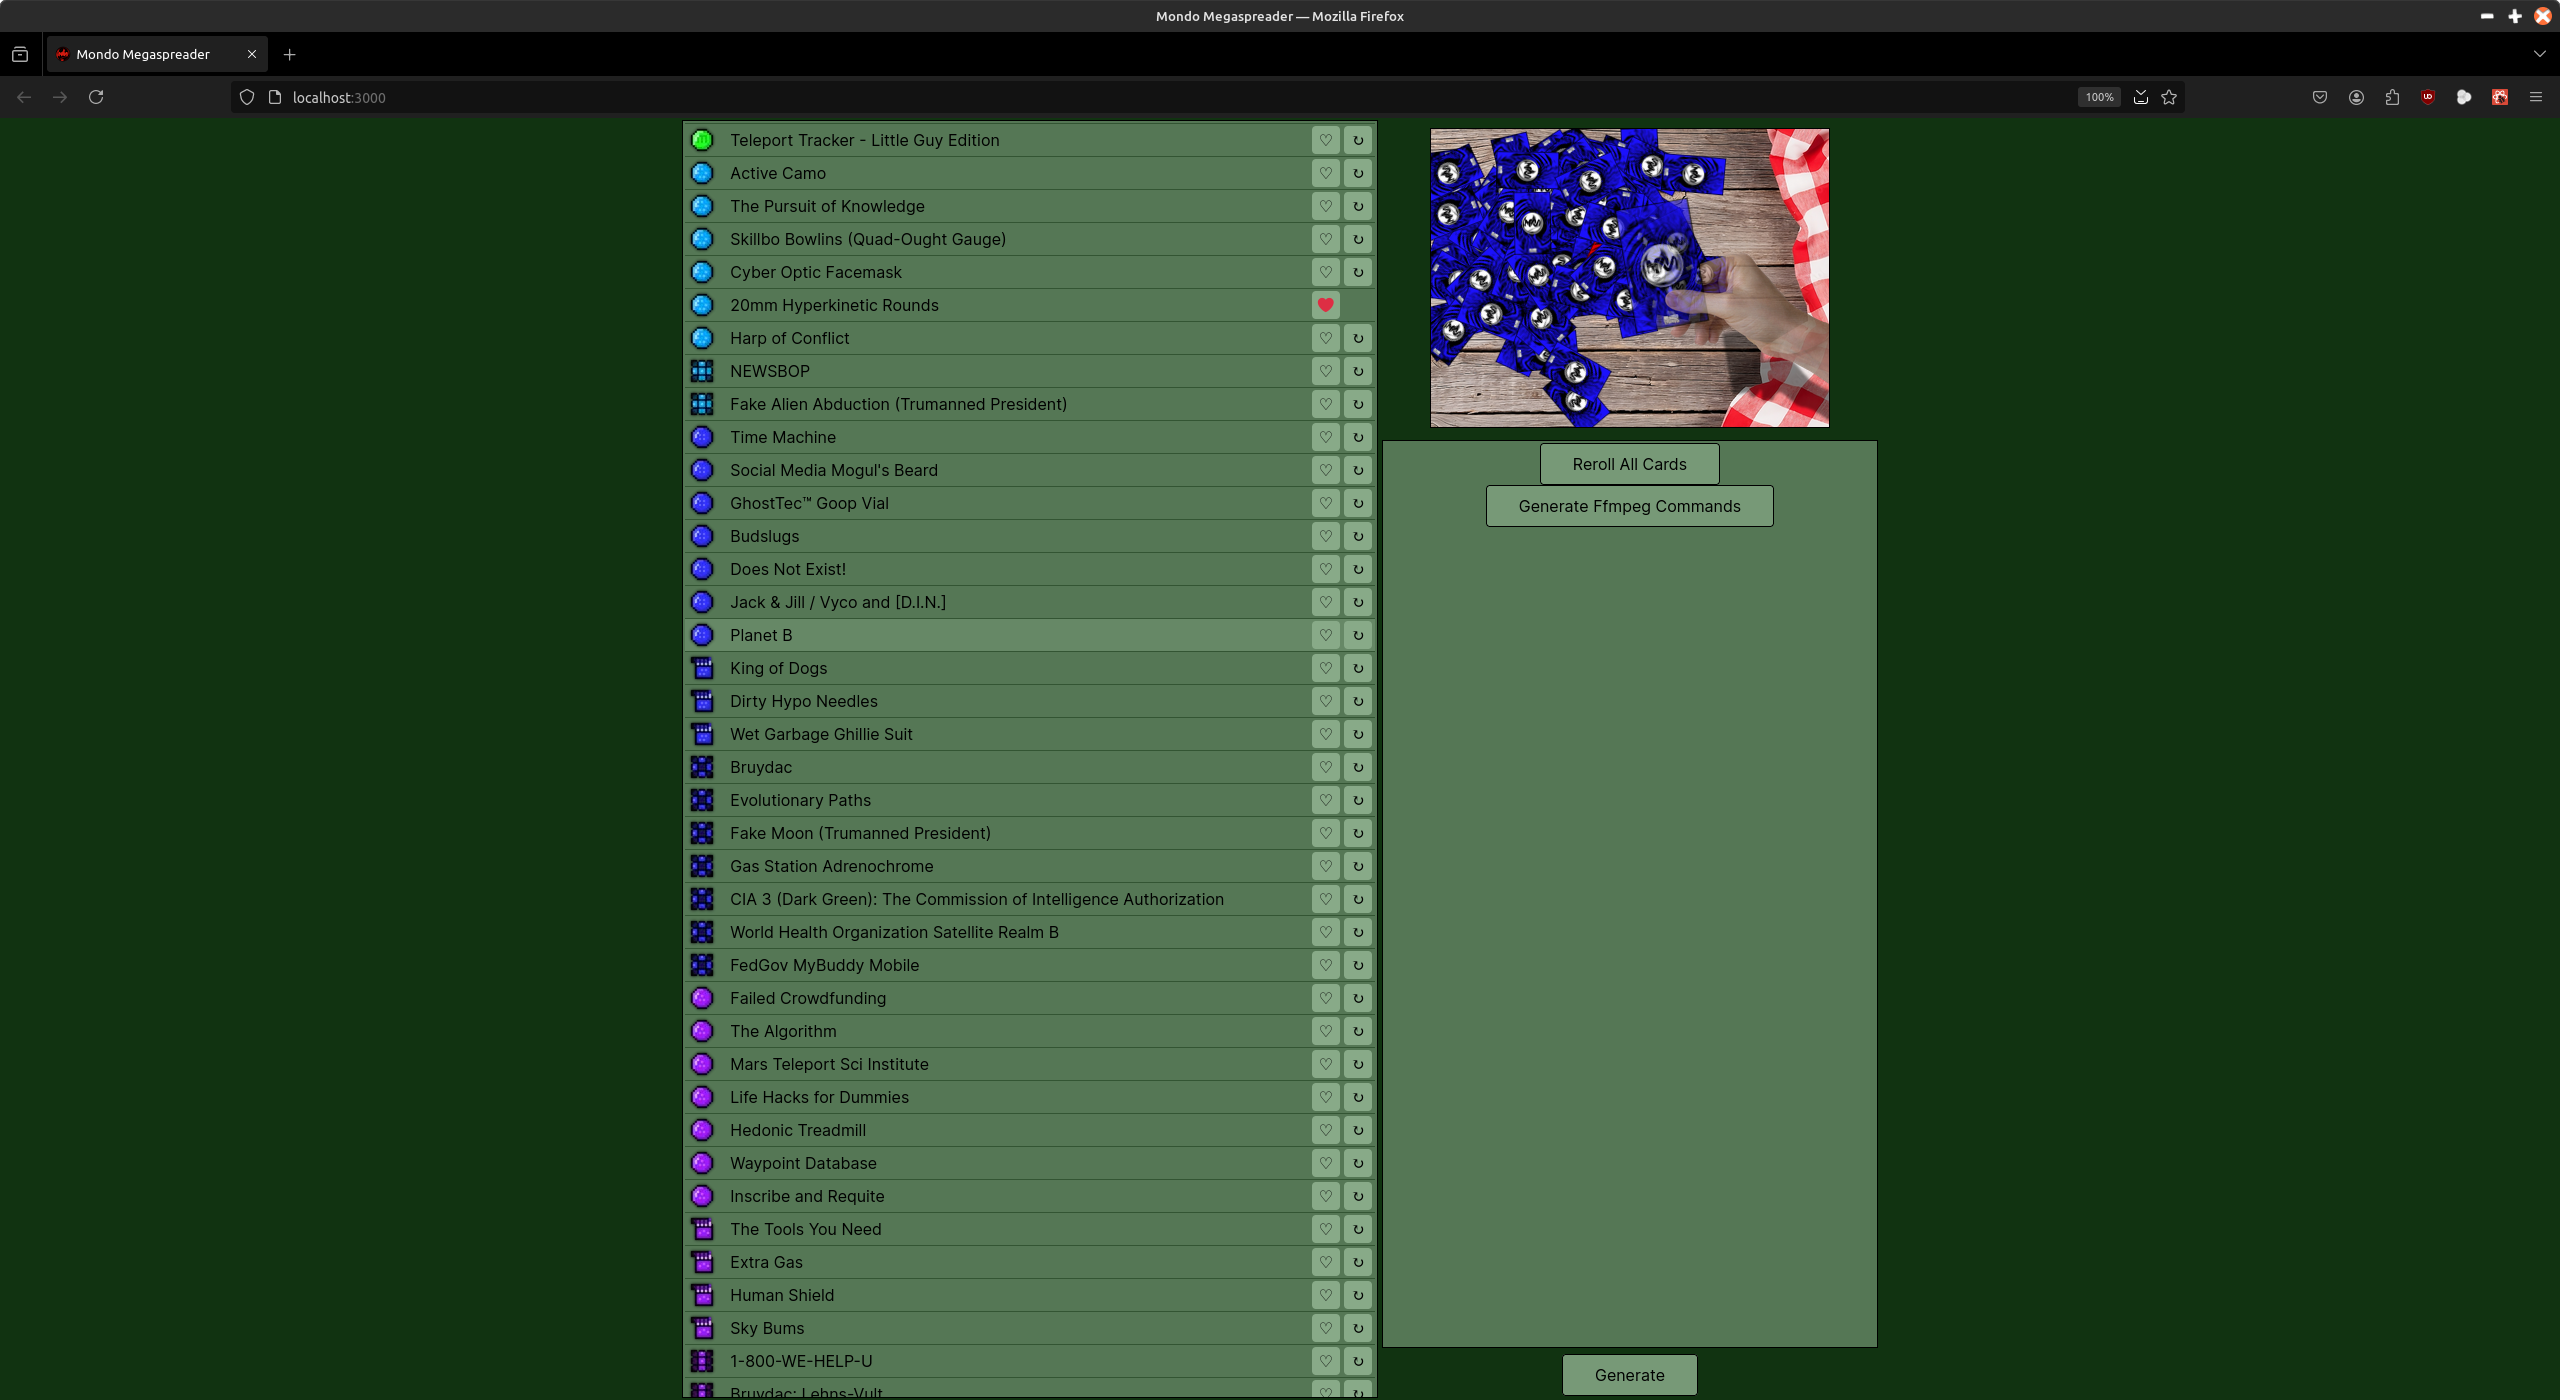 Mondo Megaspreader — Mozilla Firefox
Mondo Megaspreader
localhost:3000
100%
Teleport Tracker - Little Guy Edition
Active Camo
The Pursuit of Knowledge
Skillbo Bowlins (Quad-Ought Gauge)
Cyber Optic Facemask
20mm Hyperkinetic Rounds
Harp of Conflict
NEWSBOP
Fake Alien Abduction (Trumanned President)
Time Machine
Social Media Mogul's Beard
GhostTec™ Goop Vial
Budslugs
Does Not Exist!
Jack & Jill / Vyco and [D.I.N.]
Planet B
King of Dogs
Dirty Hypo Needles
Wet Garbage Ghillie Suit
Bruydac
Evolutionary Paths
Fake Moon (Trumanned President)
Gas Station Adrenochrome
CIA 3 (Dark Green): The Commission of Intelligence Authorization
World Health Organization Satellite Realm B
FedGov MyBuddy Mobile
Failed Crowdfunding
The Algorithm
Mars Teleport Sci Institute
Life Hacks for Dummies
Hedonic Treadmill
Waypoint Database
Inscribe and Requite
The Tools You Need
Extra Gas
Human Shield
Sky Bums
1-800-WE-HELP-U
Bruydac: Lehns-Vult
Reroll All Cards
Generate Ffmpeg Commands
Generate